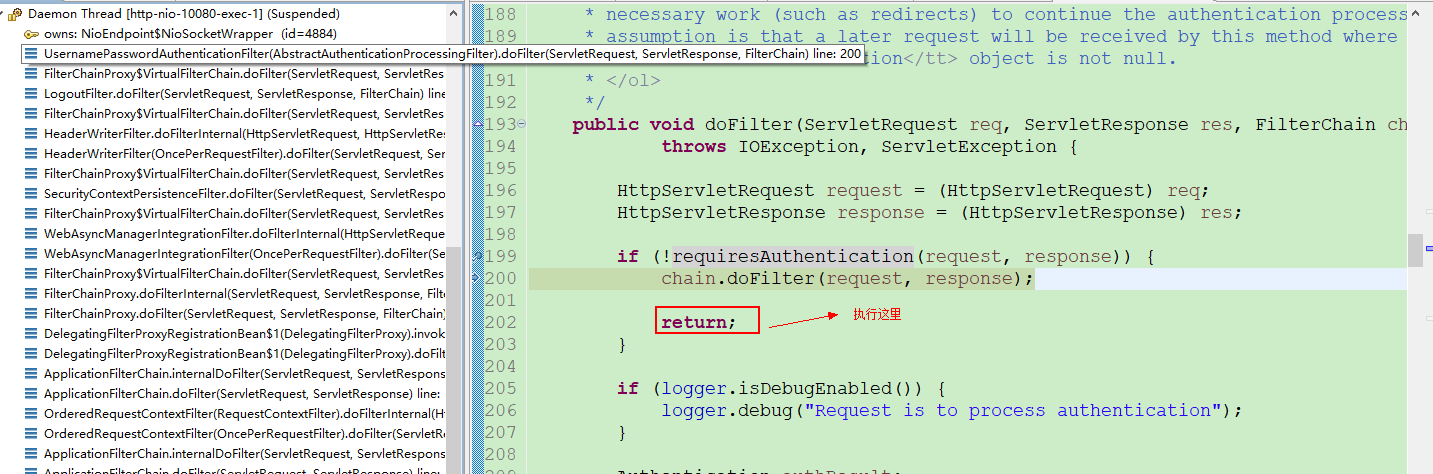 Daemon Thread [http-nio-10080-exec-1] (Suspended)
owns: NioEndpoint$NioSocketWrapper (id=4884)
UsernamePasswordAuthenticationFilter(AbstractAuthenticationProcessingFilter).doFilter(ServletRequest, ServletResponse, FilterChain) line: 200
FilterChainProxy$VirtualFilterChain.doFilter(ServletRequest, ServletRes
LogoutFilter.doFilter(ServletRequest, ServletResponse, FilterChain) line
FilterChainProxy$VirtualFilterChain.doFilter(ServletRequest, ServletRes
HeaderWriterFilter.doFilterInternal(HttpServletRequest, HttpServletRes
HeaderWriterFilter(OncePerRequestFilter).doFilter(ServletRequest, Ser
FilterChainProxy$VirtualFilterChain.doFilter(ServletRequest, ServletRes
SecurityContextPersistenceFilter.doFilter(ServletRequest, ServletRespo
FilterChainProxy$VirtualFilterChain.doFilter(ServletRequest, ServletRes
WebAsyncManagerIntegrationFilter.doFilterInternal(HttpServletReque
WebAsyncManagerIntegrationFilter(OncePerRequestFilter).doFilter(Se
FilterChainProxy$VirtualFilterChain.doFilter(ServletRequest, ServletRes
FilterChainProxy.doFilterInternal(ServletRequest, ServletResponse, Filte
FilterChainProxy.doFilter(ServletRequest, ServletResponse, FilterChain)
DelegatingFilterProxyRegistrationBean$1(DelegatingFilterProxy).invok
DelegatingFilterProxyRegistrationBean$1(DelegatingFilterProxy).doFilt
ApplicationFilterChain.internalDoFilter(ServletRequest, ServletRespons
ApplicationFilterChain.doFilter(ServletRequest, ServletResponse) line:
OrderedRequestContextFilter(RequestContextFilter).doFilterInternal(H
OrderedRequestContextFilter(OncePerRequestFilter).doFilter(ServletR
ApplicationFilterChain.internalDoFilter(ServletRequest, ServletRespons
ApplicationFilterChain.doFilter(ServletRequest, ServletResponse) line:
188 * necessary work (such as redirects) to continue the authentication process
189 * assumption is that a later request will be received by this method where
tion</tt> object is not null.
191 * </ol>
192 */
193 public void doFilter(ServletRequest req, ServletResponse res, FilterChain ch
194 throws IOException, ServletException {
195
196 HttpServletRequest request = (HttpServletRequest) req;
197 HttpServletResponse response = (HttpServletResponse) res;
198
199 if (!requiresAuthentication(request, response)) {
200 chain.doFilter(request, response);
201
202 return; 执行这里
203 }
204
205 if (logger.isDebugEnabled()) {
206 logger.debug("Request is to process authentication");
207 }
208